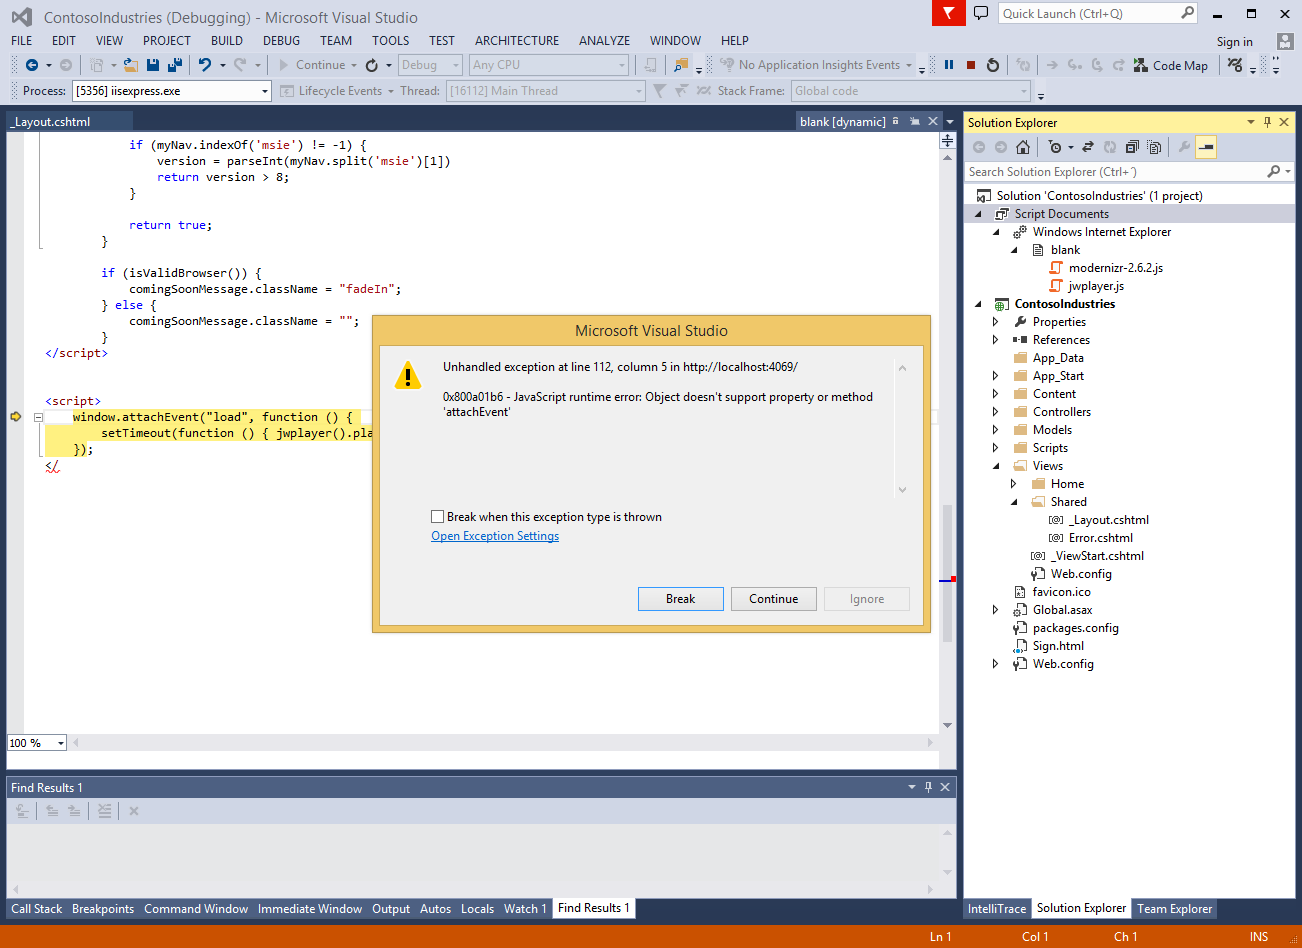 ContosoIndustries (Debugging) - Microsoft Visual Studio
Quick Launch (Ctrl+Q)
FILE EDIT VIEW PROJECT BUILD DEBUG TEAM TOOLS TEST ARCHITECTURE ANALYZE WINDOW HELP
Sign in
Continue Debug Any CPU No Application Insights Events Code Map
Process: [5356] iisexpress.exe Lifecycle Events Thread: [16112] Main Thread Stack Frame: Global code
_Layout.cshtml
blank [dynamic]
if (myNav.indexOf('msie') != -1) {
version = parseInt(myNav.split('msie')[1])
return version > 8;
}
return true;
}
if (isValidBrowser()) {
comingSoonMessage.className = "fadeIn";
} else {
comingSoonMessage.className = "";
}
</script>
<script>
window.attachEvent("load", function () {
setTimeout(function () { jwplayer().pla
});
</
100 %
Microsoft Visual Studio
Unhandled exception at line 112, column 5 in http://localhost:4069/
0x800a01b6 - JavaScript runtime error: Object doesn't support property or method
'attachEvent'
Break when this exception type is thrown
Open Exception Settings
Break Continue Ignore
Solution Explorer
Search Solution Explorer (Ctrl+´)
Solution 'ContosoIndustries' (1 project)
Script Documents
Windows Internet Explorer
blank
modernizr-2.6.2.js
jwplayer.js
ContosoIndustries
Properties
References
App_Data
App_Start
Content
Controllers
Models
Scripts
Views
Home
Shared
_Layout.cshtml
Error.cshtml
_ViewStart.cshtml
Web.config
favicon.ico
Global.asax
packages.config
Sign.html
Web.config
Find Results 1
Call Stack Breakpoints Command Window Immediate Window Output Autos Locals Watch 1 Find Results 1
IntelliTrace Solution Explorer Team Explorer
Ln 1 Col 1 Ch 1 INS